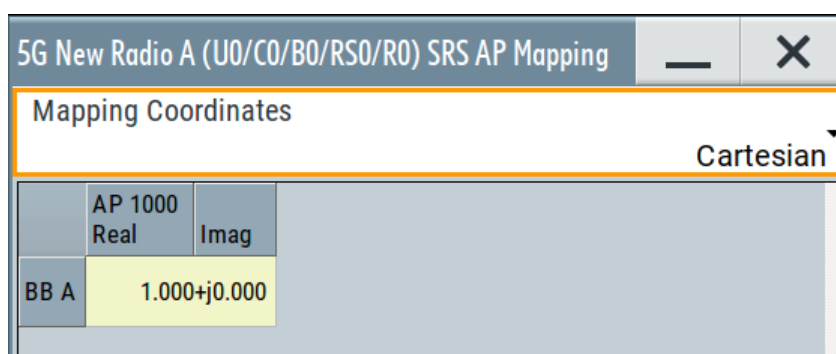 5G New Radio A (U0/C0/B0/RS0/R0) SRS AP Mapping
Mapping Coordinates
Cartesian
AP 1000
Real Imag
BB A 1.000+j0.000